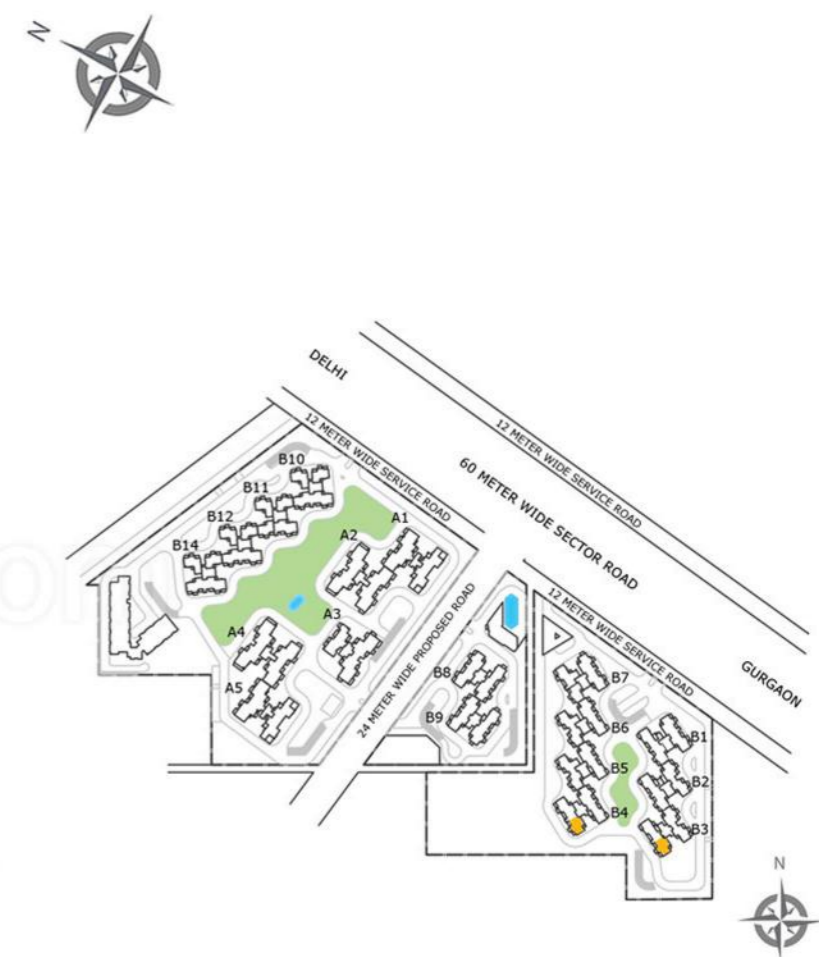 N
DELHI
12 METER WIDE SERVICE ROAD
60 METER WIDE SECTOR ROAD
12 METER WIDE SERVICE ROAD
B10
B11
B12
B14
A1
A2
A3
A4
A5
24 METER WIDE PROPOSED ROAD
12 METER WIDE SERVICE ROAD
GURGAON
B8
B9
B7
B6
B5
B4
B1
B2
B3
N